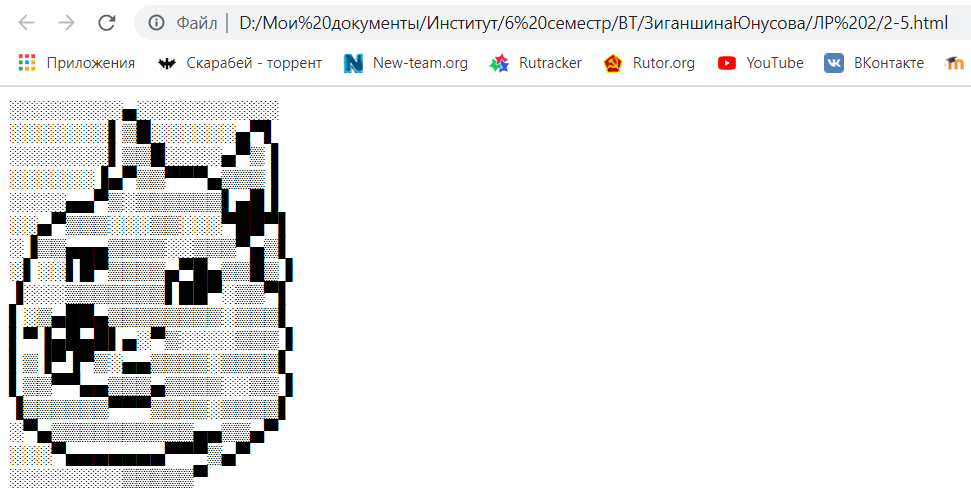 Файл | D:/Мои%20документы/Институт/6%20семестр/ВТ/ЗиганшинаЮнусова/ЛР%202/2-5.html
Приложения Скарабей - торрент New-team.org Rutracker Rutor.org YouTube ВКонтакте